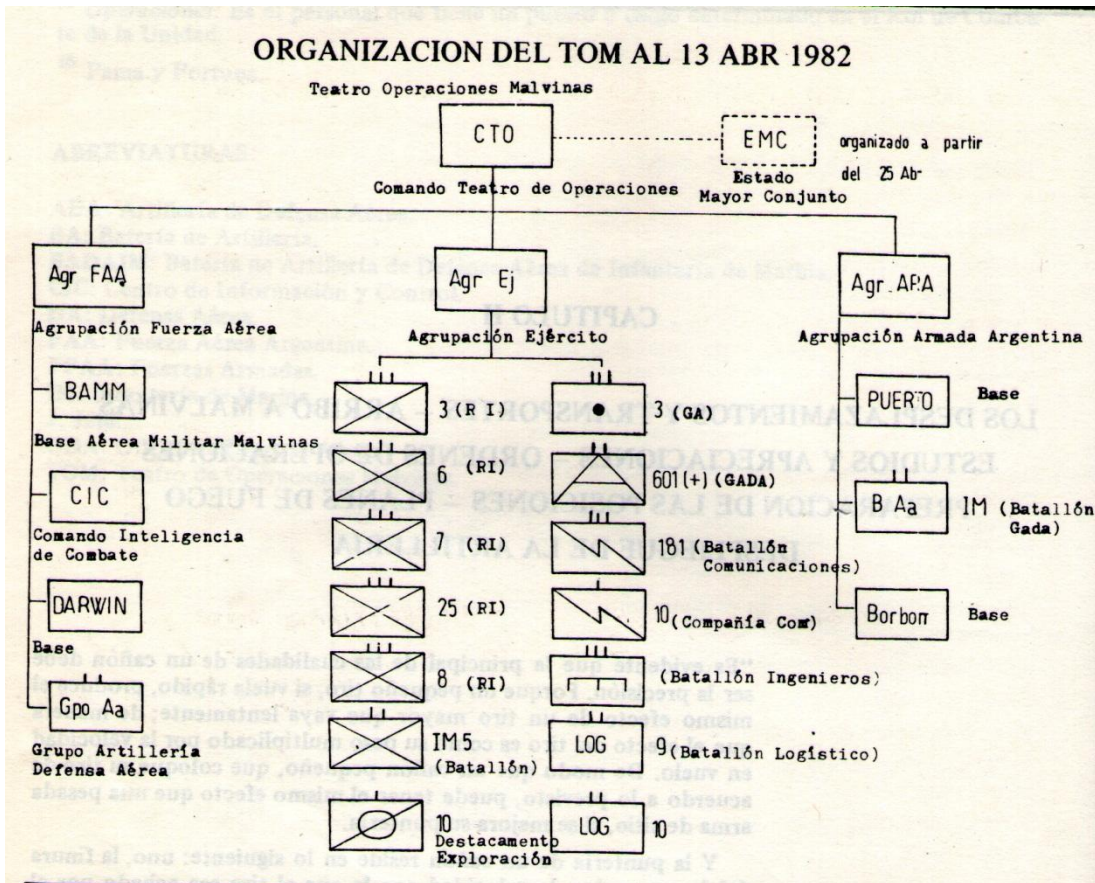 ORGANIZACION DEL TOM AL 13 ABR 1982
Teatro Operaciones Malvinas
CTO
EMC
organizado a partir
del 25 Ab
Comando Teatro de Operaciones
Estado
Mayor Conjunto
Agr FAA
Agr Ej
Agr. ARA
Agrupación Fuerza Aérea
Agrupación Ejército
Agrupación Armada Argentina
BAMM
3 (RI)
3 (GA)
PUERTO
Base
Base Aérea Militar Malvinas
6 (RI)
601(+) (GADA)
CIC
B Aa
IM (Batallón
Gada)
Comando Inteligencia
de Combate
7 (RI)
181 (Batallón
Comunicaciones)
DARWIN
25 (RI)
10 (Compañía Com)
Borbon
Base
Base
8 (RI)
(Batallón Ingenieros)
Gpo Aa
Grupo Artillería
Defensa Aérea
IM5
(Batallón)
LOG
9 (Batallón Logístico)
10
Destacamento
Exploración
LOG
10